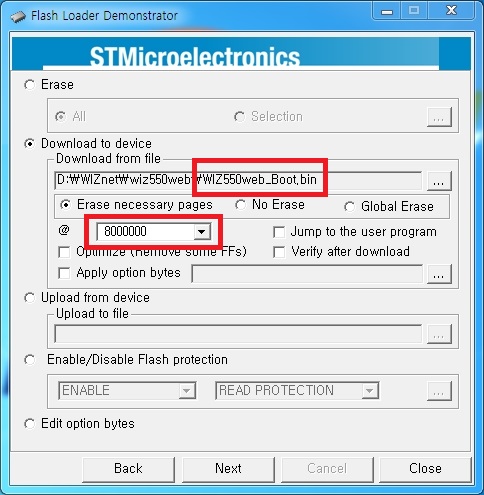 Flash Loader Demonstrator
STMicroelectronics
Erase
All
Selection
...
Download to device
Download from file
D:₩WIZnet₩wiz550web₩WIZ550web_Boot,bin
...
Erase necessary pages
No Erase
Global Erase
@
8000000
Jump to the user program
Optimize (Remove some FFs)
Verify after download
Apply option bytes
...
Upload from device
Upload to file
...
Enable/Disable Flash protection
ENABLE
READ PROTECTION
...
Edit option bytes
Back
Next
Cancel
Close